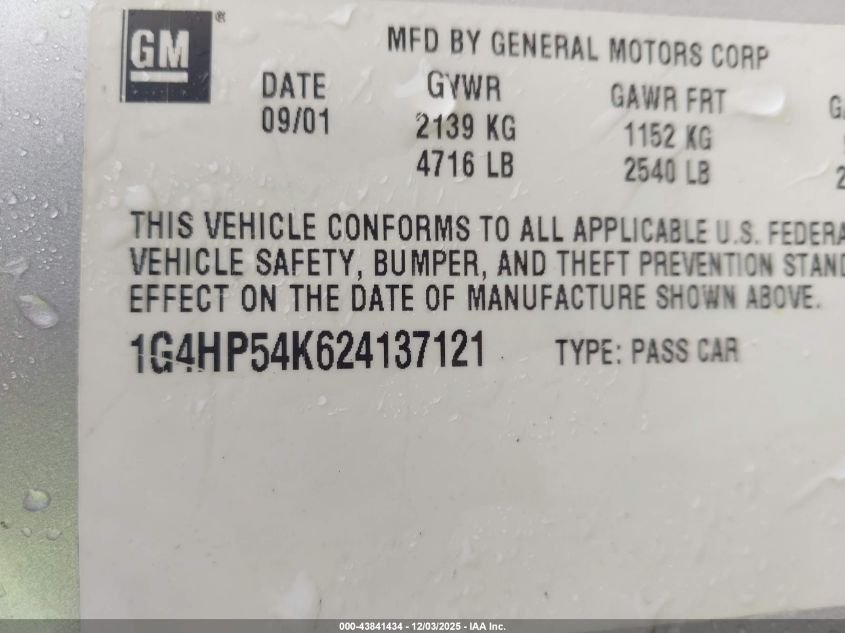 GM ®
MFD BY GENERAL MOTORS CORP
DATE GVWR GAWR FRT
09/01 2139 KG 1152 KG
4716 LB 2540 LB
THIS VEHICLE CONFORMS TO ALL APPLICABLE U.S. FEDERA
VEHICLE SAFETY, BUMPER, AND THEFT PREVENTION STAND
EFFECT ON THE DATE OF MANUFACTURE SHOWN ABOVE.
1G4HP54K624137121 TYPE: PASS CAR
000-43841434 - 12/03/2025 - IAA Inc.